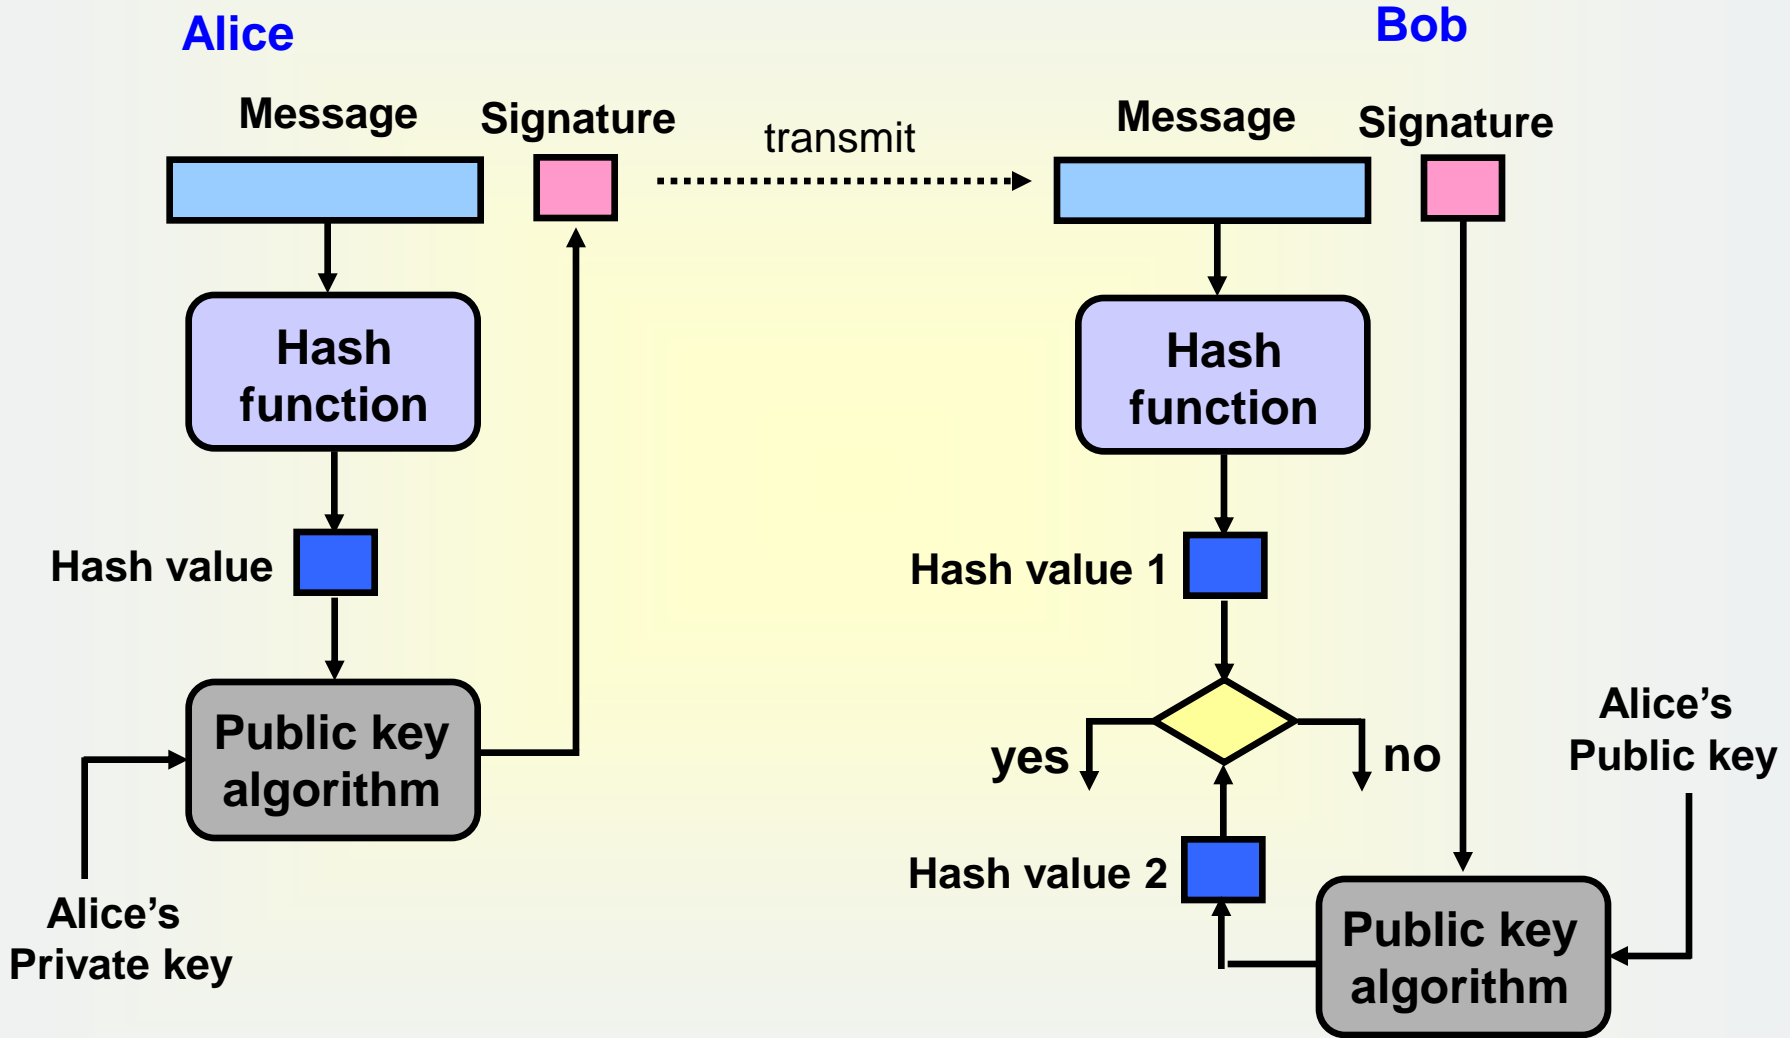 Alice
Bob
Message
Signature
transmit
Message
Signature
Hash
function
Hash
function
Hash value
Hash value 1
Public key
algorithm
yes
no
Alice’s
Public key
Hash value 2
Alice’s
Private key
Public key
algorithm